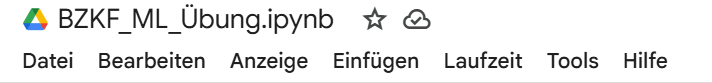 BZKF_ML_Übung.ipynb
Datei Bearbeiten Anzeige Einfügen Laufzeit Tools Hilfe